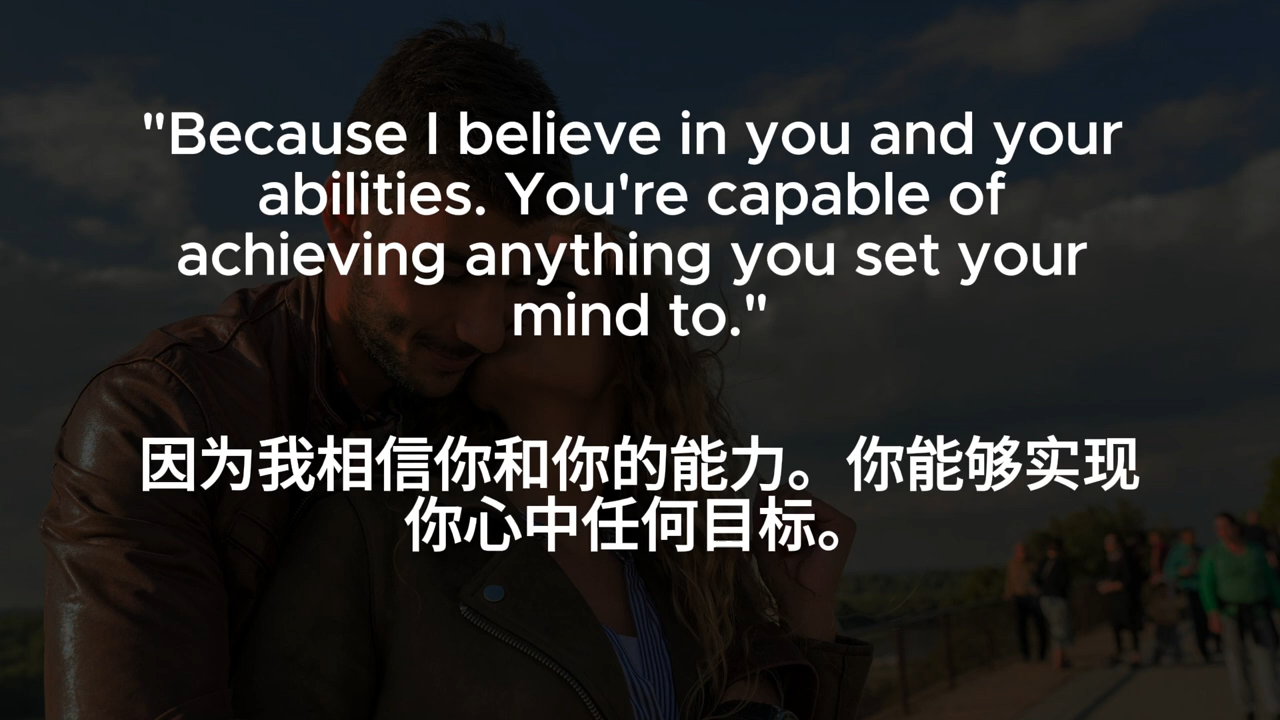 "Because I believe in you and your
abilities. You're capable of
achieving anything you set your
mind to."
因为我相信你和你的能力。你能够实现
你心中任何目标。